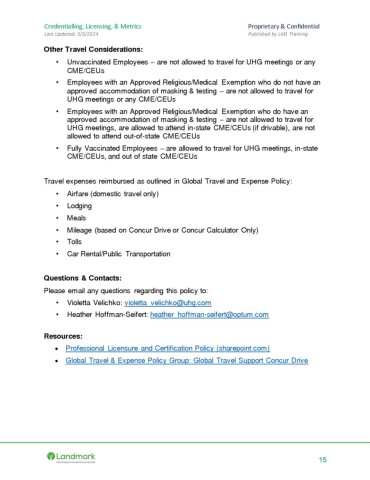 Credentialling, Licensing, & Metrics Proprietary & Confidential
Last Updated: 5/3/2024 Published by LM1 Training
Other Travel Considerations:
• Unvaccinated Employees – are not allowed to travel for UHG meetings or any
CME/CEUs
• Employees with an Approved Religious/Medical Exemption who do not have an
approved accommodation of masking & testing – are not allowed to travel for
UHG meetings or any CME/CEUs
• Employees with an Approved Religious/Medical Exemption who do have an
approved accommodation of masking & testing – are not allowed to travel for
UHG meetings, are allowed to attend in-state CME/CEUs (if drivable), are not
allowed to attend out-of-state CME/CEUs
• Fully Vaccinated Employees – are allowed to travel for UHG meetings, in-state
CME/CEUs, and out of state CME/CEUs
Travel expenses reimbursed as outlined in Global Travel and Expense Policy:
• Airfare (domestic travel only)
• Lodging
• Meals
• Mileage (based on Concur Drive or Concur Calculator Only)
• Tolls
• Car Rental/Public Transportation
Questions & Contacts:
Please email any questions regarding this policy to:
• Violetta Velichko: violetta_velichko@uhg.com
• Heather Hoffman-Seifert: heather_hoffman-seifert@optum.com
Resources:
• Professional Licensure and Certification Policy (sharepoint.com)
• Global Travel & Expense Policy Group: Global Travel Support Concur Drive
Landmark
15